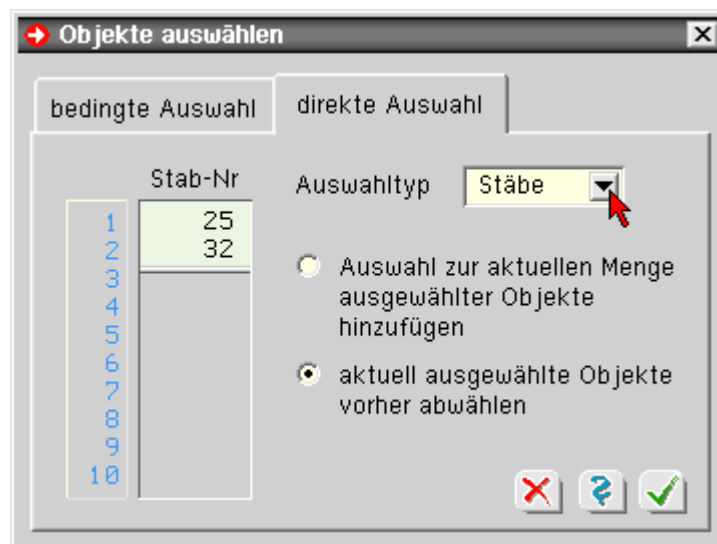 Objekte auswählen
bedingte Auswahl
direkte Auswahl
Stab-Nr
Auswahltyp
Stäbe
1 25
2 32
3
4
5
6
7
8
9
10
Auswahl zur aktuellen Menge
ausgewählter Objekte
hinzufügen
aktuell ausgewählte Objekte
vorher abwählen